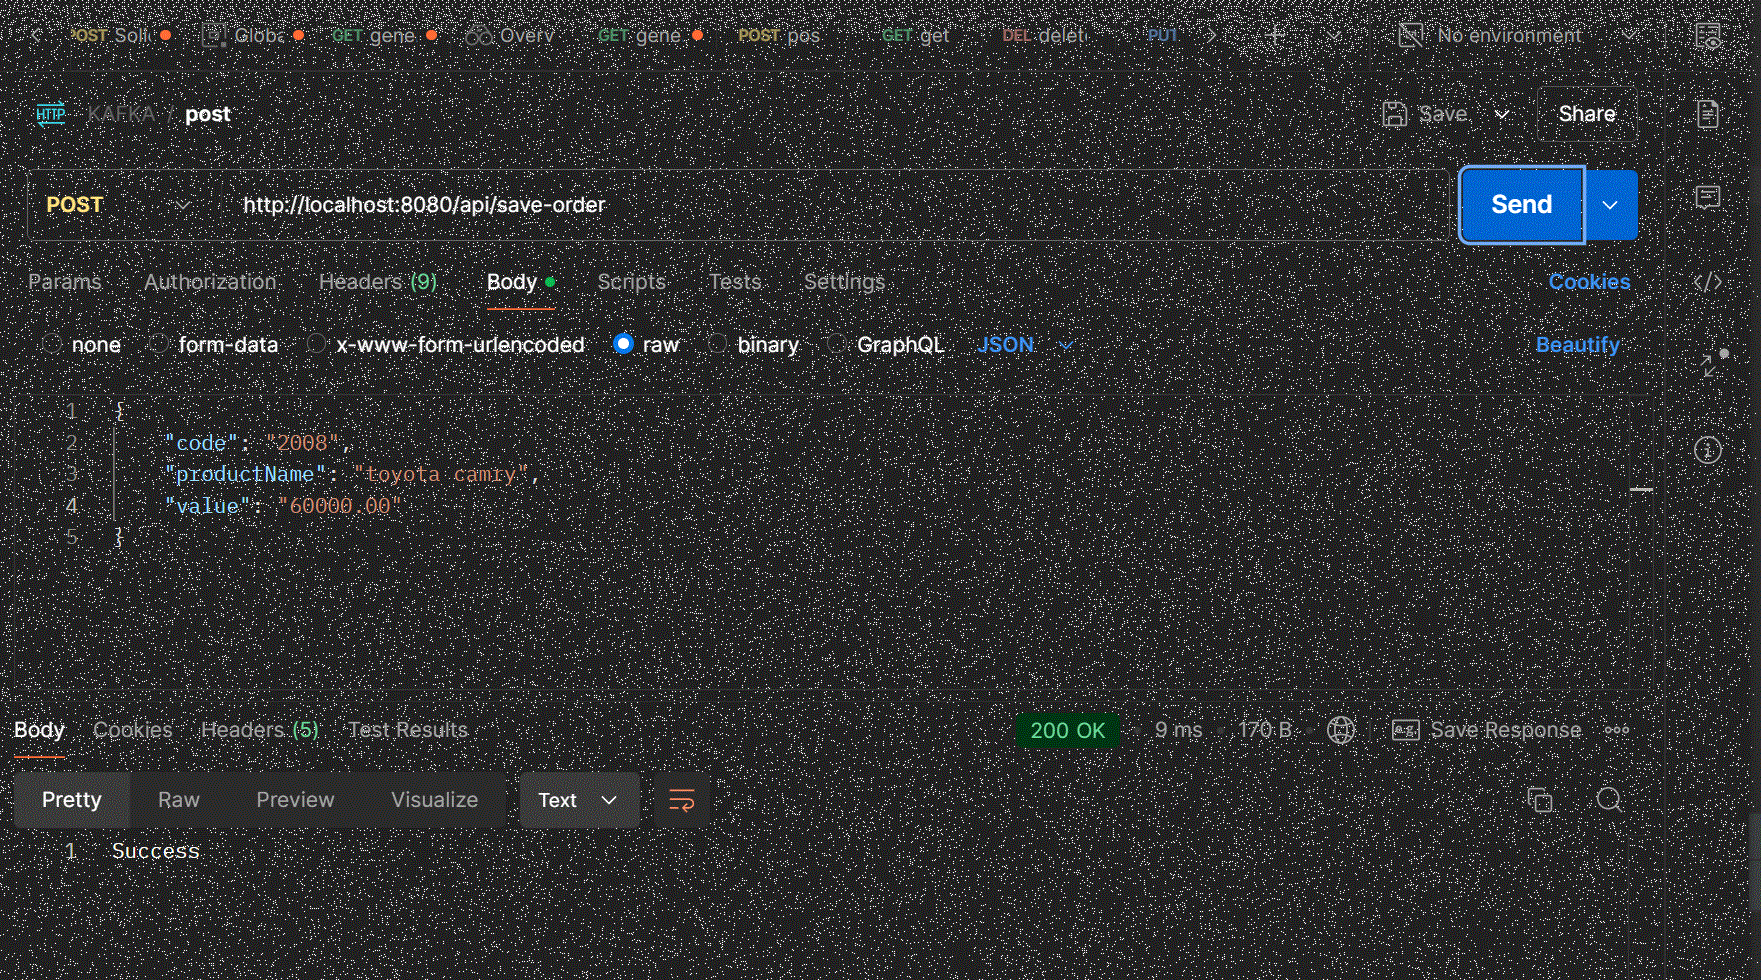 POST Soli Globa GET gene Overv GET gene POST pos GET get DEL delet PUT No environment
HTTP KAFKA / post Save Share
POST http://localhost:8080/api/save-order Send
Params Authorization Headers (9) Body Scripts Tests Settings Cookies
none form-data x-www-form-urlencoded raw binary GraphQL JSON Beautify
1 {
2 "code": "2008",
3 "productName": "toyota camry",
4 "value": "60000.00"
5 }
Body Cookies Headers (5) Test Results 200 OK 9 ms 170 B e.g. Save Response
Pretty Raw Preview Visualize Text
1 Success